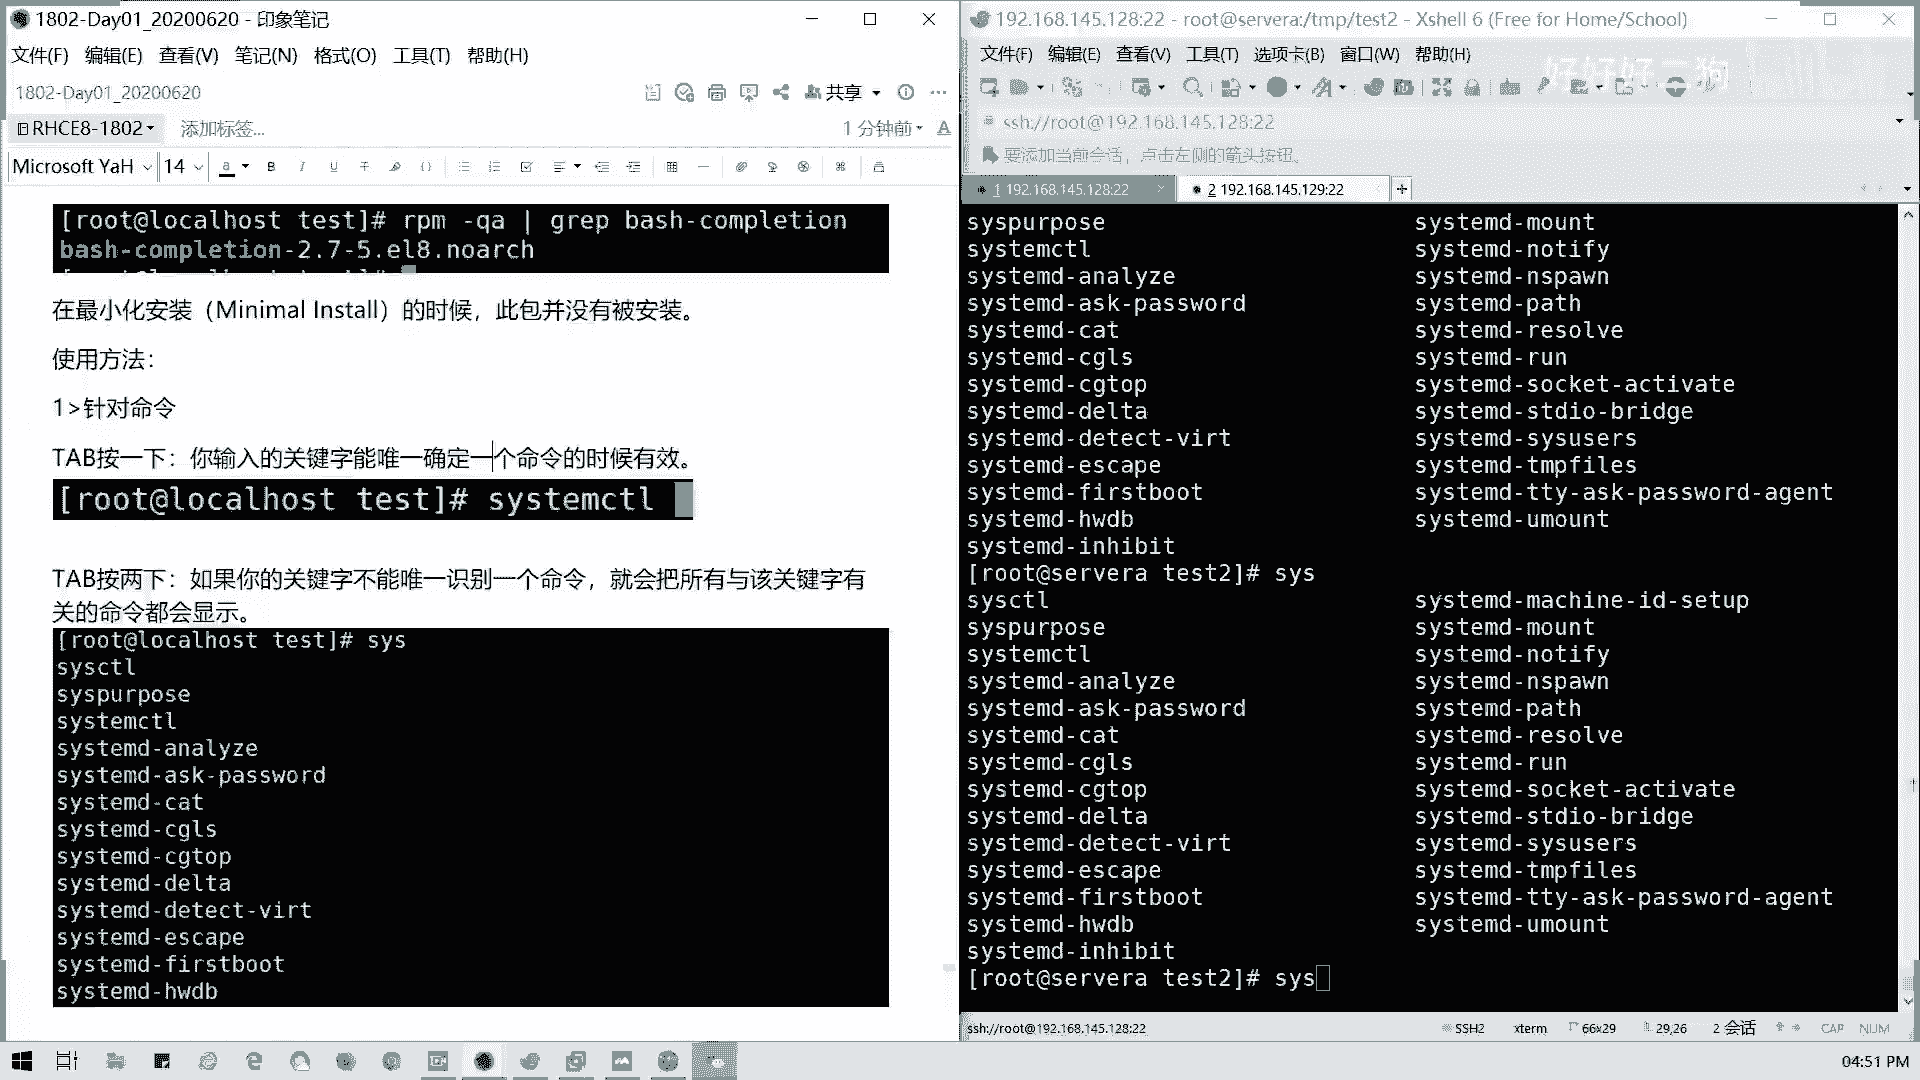 1802-Day01_20200620 - 印象笔记
文件(F) 编辑(E) 查看(V) 笔记(N) 格式(O) 工具(T) 帮助(H)
1802-Day01_20200620
共享
RHCE8-1802 添加标签...
1 分钟前
Microsoft YaH 14
[root@localhost test]# rpm -qa | grep bash-completion
bash-completion-2.7-5.el8.noarch
在最小化安装（Minimal Install）的时候，此包并没有被安装。
使用方法：
1>针对命令
TAB按一下：你输入的关键字能唯一确定一个命令的时候有效。
[root@localhost test]# systemctl
TAB按两下：如果你的关键字不能唯一识别一个命令，就会把所有与该关键字有
关的命令都会显示。
[root@localhost test]# sys
sysctl
syspurpose
systemctl
systemd-analyze
systemd-ask-password
systemd-cat
systemd-cgls
systemd-cgtop
systemd-delta
systemd-detect-virt
systemd-escape
systemd-firstboot
systemd-hwdb
192.168.145.128:22 - root@servera:/tmp/test2 - Xshell 6 (Free for Home/School)
文件(F) 编辑(E) 查看(V) 工具(T) 选项卡(B) 窗口(W) 帮助(H)
好好好二狗
ssh://root@192.168.145.128:22
要添加当前会话，点击左侧的箭头按钮。
1 192.168.145.128:22 2 192.168.145.129:22
syspurpose systemd-mount
systemctl systemd-notify
systemd-analyze systemd-nspawn
systemd-ask-password systemd-path
systemd-cat systemd-resolve
systemd-cgls systemd-run
systemd-cgtop systemd-socket-activate
systemd-delta systemd-stdio-bridge
systemd-detect-virt systemd-sysusers
systemd-escape systemd-tmpfiles
systemd-firstboot systemd-tty-ask-password-agent
systemd-hwdb systemd-umount
systemd-inhibit
[root@servera test2]# sys
sysctl systemd-machine-id-setup
syspurpose systemd-mount
systemctl systemd-notify
systemd-analyze systemd-nspawn
systemd-ask-password systemd-path
systemd-cat systemd-resolve
systemd-cgls systemd-run
systemd-cgtop systemd-socket-activate
systemd-delta systemd-stdio-bridge
systemd-detect-virt systemd-sysusers
systemd-escape systemd-tmpfiles
systemd-firstboot systemd-tty-ask-password-agent
systemd-hwdb systemd-umount
systemd-inhibit
[root@servera test2]# sys
ssh://root@192.168.145.128:22 SSH2 xterm 66x29 29,26 2 会话 CAP NUM
04:51 PM